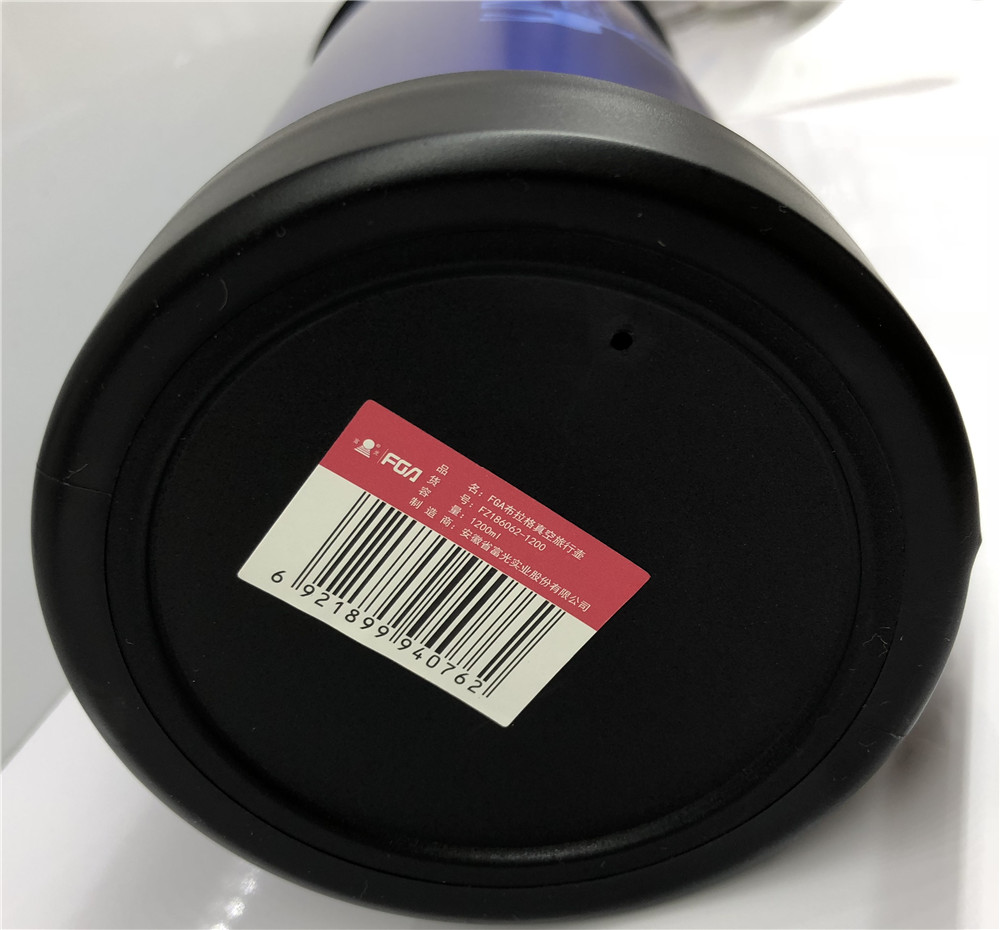 富光 FGA
品名：FGA布拉格真空旅行壶
货号：FZ186062-1200
容量：1200ml
制造商：安徽省富光实业股份有限公司
6 921899 940762